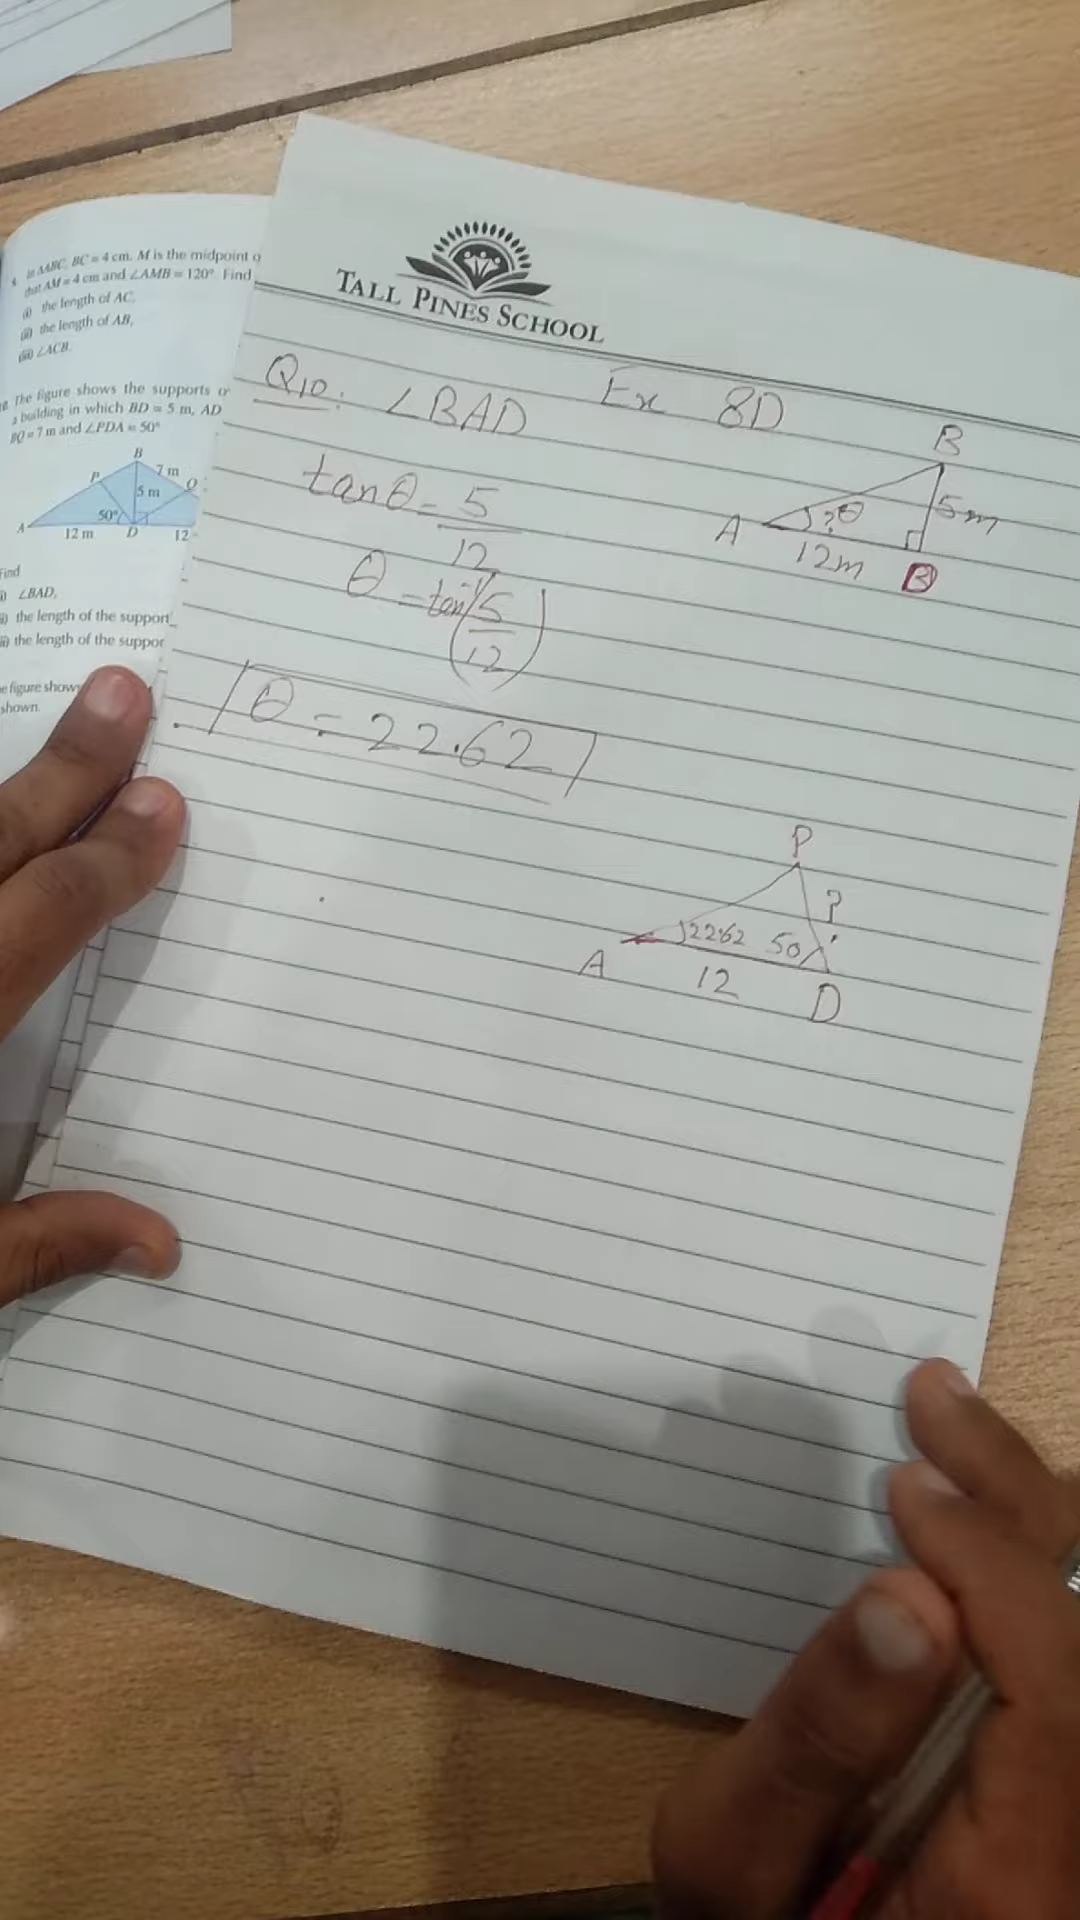 In △ABC, BC = 4 cm. M is the midpoint o
that AM = 4 cm and ∠AMB = 120°. Find
(i) the length of AC,
(ii) the length of AB,
(iii) ∠ACB.
The figure shows the supports o
a building in which BD = 5 m, AD
BQ = 7 m and ∠PDA = 50°
B
P
7 m
Q
5 m
50°
A
12 m
D
12
Find
∠BAD,
the length of the support
the length of the suppor
e figure shows
shown.
TALL PINES SCHOOL
Q10: ∠BAD
Ex 8D
tanθ = 5/12
θ = tan⁻¹(5/12)
θ = 22.62
B
A
?θ
5m
12m
B
P
?
22.62
50
A
12
D